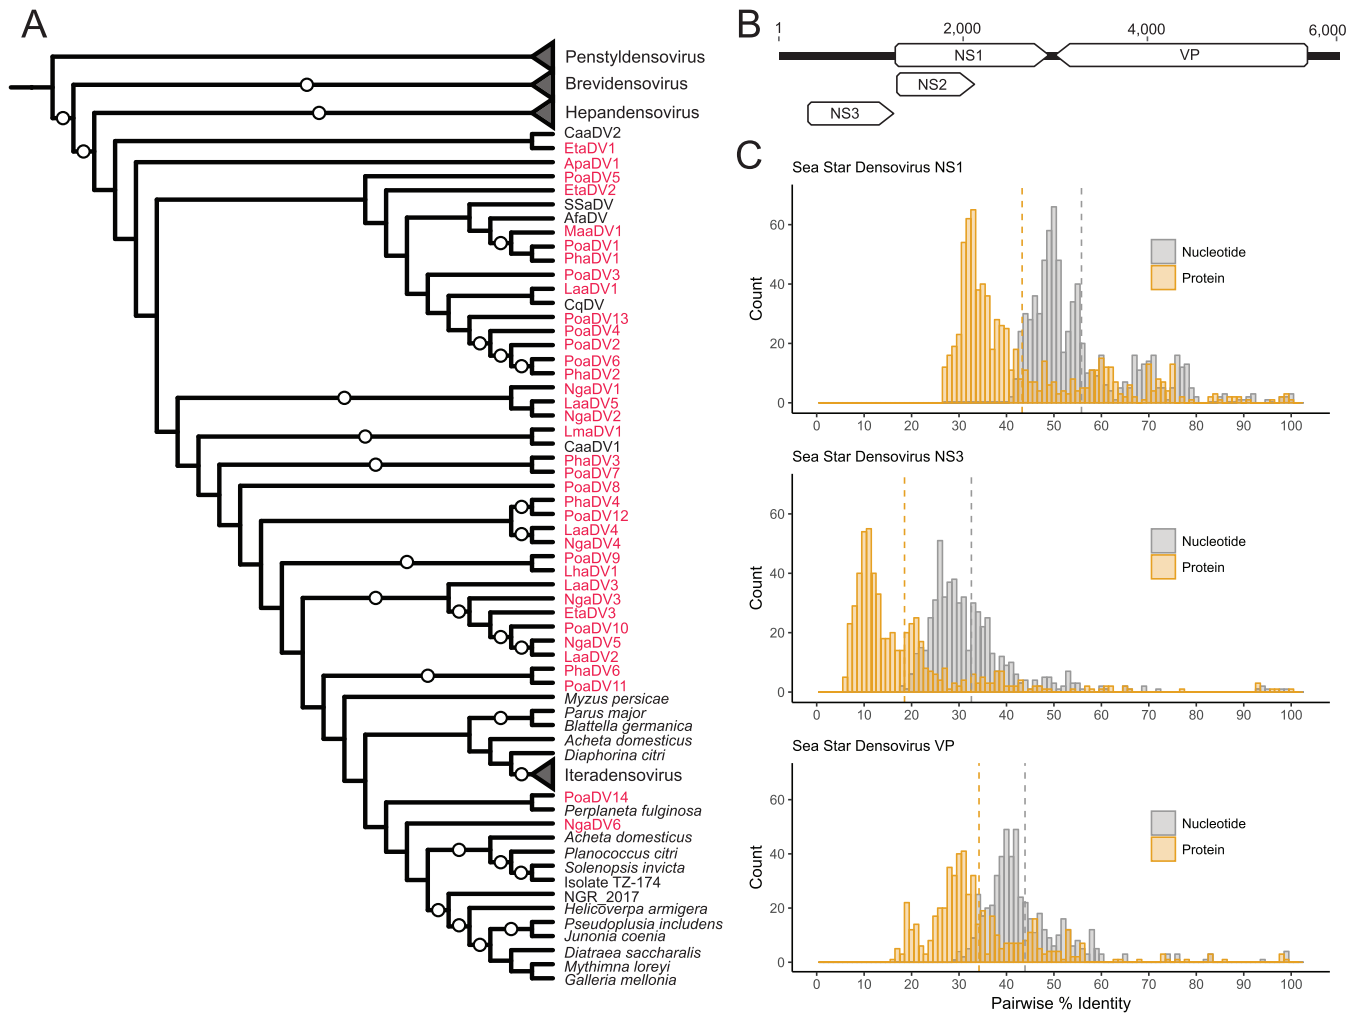 A
Penstyldensovirus
Brevidensovirus
Hepandensovirus
CaaDV2
EtaDV1
ApaDV1
PoaDV5
EtaDV2
SSaDV
AfaDV
MaaDV1
PoaDV1
PhaDV1
PoaDV3
LaaDV1
CqDV
PoaDV13
PoaDV4
PoaDV2
PoaDV6
PhaDV2
NgaDV1
LaaDV5
NgaDV2
LmaDV1
CaaDV1
PhaDV3
PoaDV7
PoaDV8
PhaDV4
PoaDV12
LaaDV4
NgaDV4
PoaDV9
LhaDV1
LaaDV3
NgaDV3
EtaDV3
PoaDV10
NgaDV5
LaaDV2
PhaDV6
PoaDV11
Myzus persicae
Parus major
Blattella germanica
Acheta domesticus
Diaphorina citri
Iteradensovirus
PoaDV14
Perplaneta fulginosa
NgaDV6
Acheta domesticus
Planococcus citri
Solenopsis invicta
Isolate TZ-174
NGR_2017
Helicoverpa armigera
Pseudoplusia includens
Junonia coenia
Diatraea saccharalis
Mythimna loreyi
Galleria mellonia
B
1 2,000 4,000 6,000
NS1 VP
NS2
NS3
C
Sea Star Densovirus NS1
Count
60
40
20
0
Nucleotide
Protein
0 10 20 30 40 50 60 70 80 90 100
Sea Star Densovirus NS3
Count
60
40
20
0
Nucleotide
Protein
0 10 20 30 40 50 60 70 80 90 100
Sea Star Densovirus VP
Count
60
40
20
0
Nucleotide
Protein
0 10 20 30 40 50 60 70 80 90 100
Pairwise % Identity